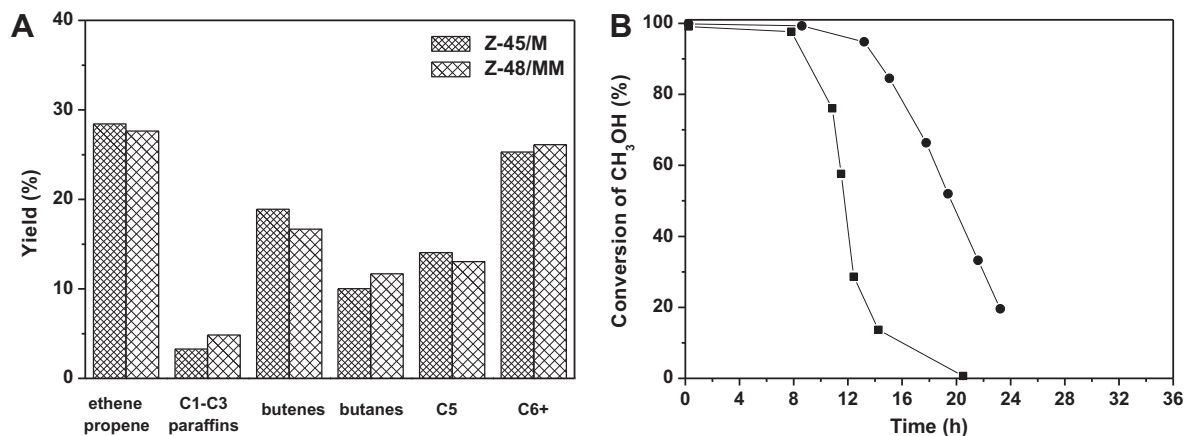 A
40
30
20
10
0
Yield (%)
Z-45/M
Z-48/MM
ethene
propene
C1-C3
paraffins
butenes
butanes
C5
C6+
B
100
80
60
40
20
0
Conversion of CH₃OH (%)
0 4 8 12 16 20 24 28 32 36
Time (h)